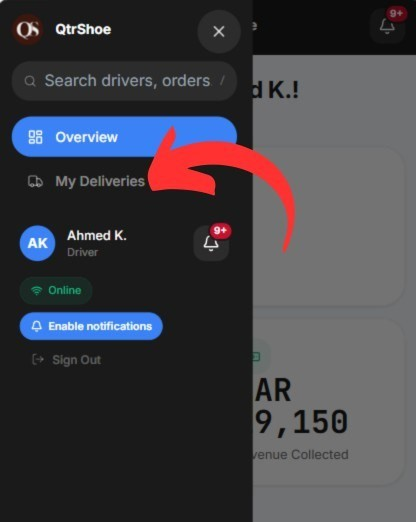 QS
QtrShoe
9+
Search drivers, orders
/
d K.!
Overview
My Deliveries
AK
Ahmed K.
Driver
9+
Online
Enable notifications
Sign Out
AR
9,150
venue Collected